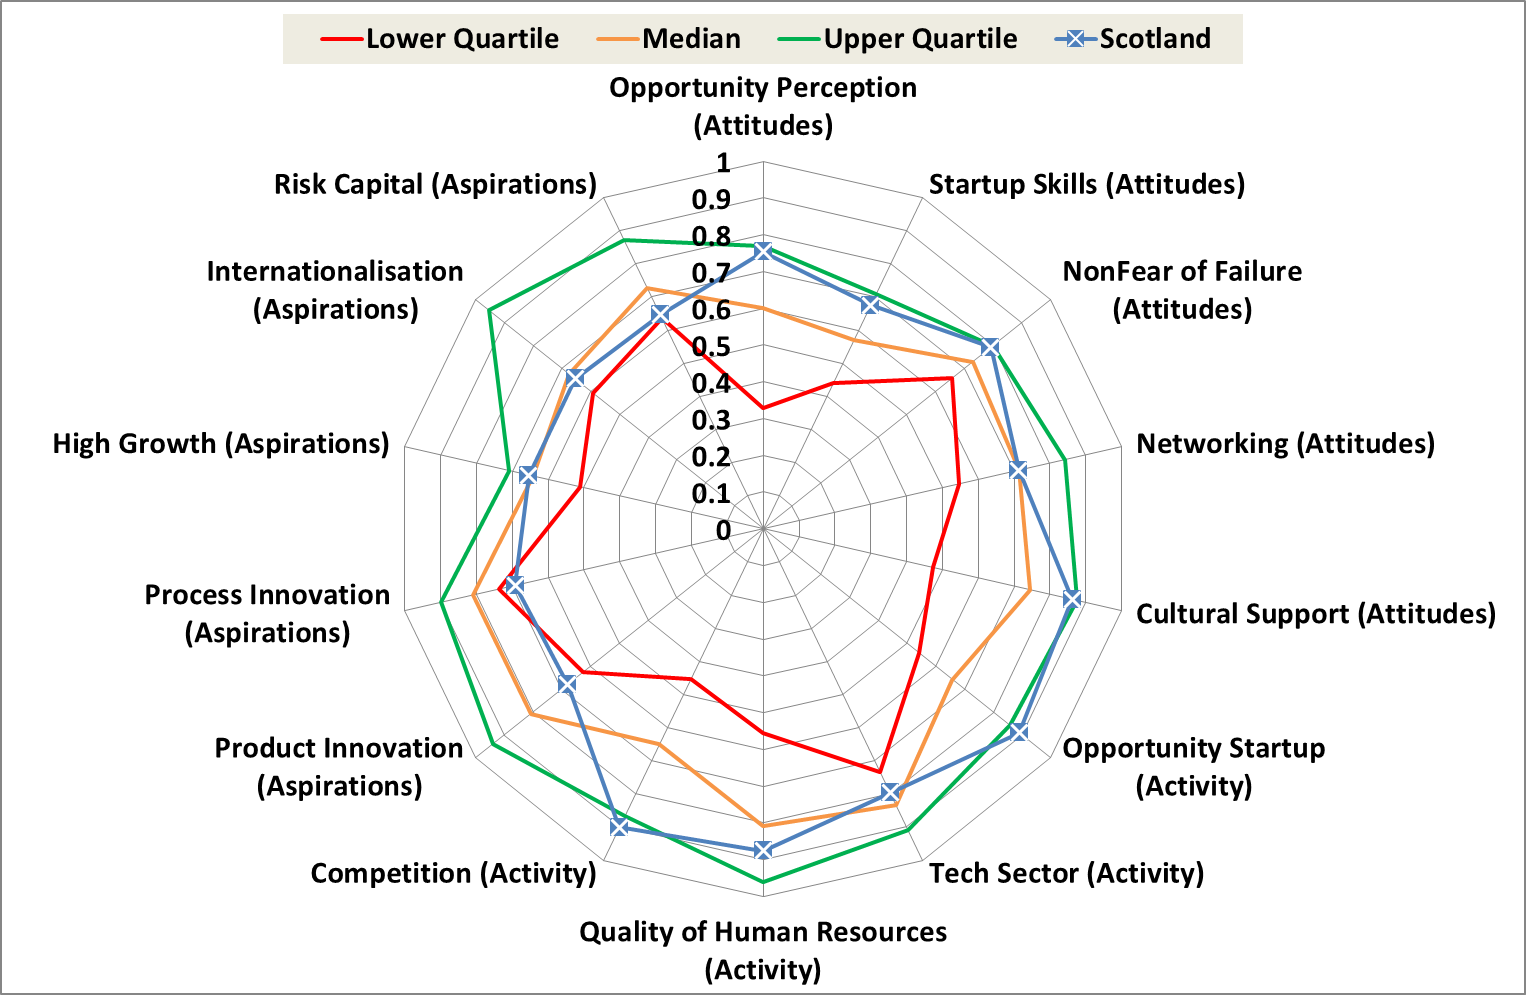 Lower Quartile Median Upper Quartile Scotland
Opportunity Perception
(Attitudes)
Startup Skills (Attitudes)
NonFear of Failure
(Attitudes)
Networking (Attitudes)
Cultural Support (Attitudes)
Opportunity Startup
(Activity)
Tech Sector (Activity)
Quality of Human Resources
(Activity)
Competition (Activity)
Product Innovation
(Aspirations)
Process Innovation
(Aspirations)
High Growth (Aspirations)
Internationalisation
(Aspirations)
Risk Capital (Aspirations)
1
0.9
0.8
0.7
0.6
0.5
0.4
0.3
0.2
0.1
0